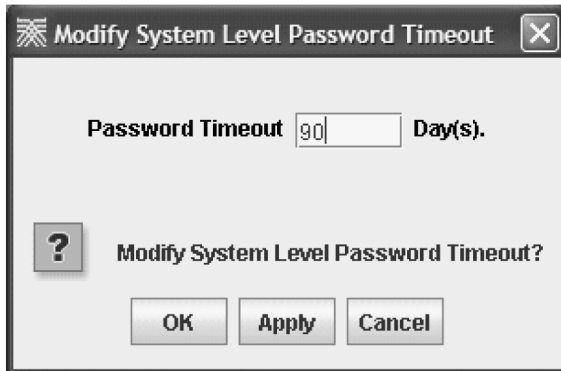 Modify System Level Password Timeout
Password Timeout 90 Day(s).
?
Modify System Level Password Timeout?
OK Apply Cancel